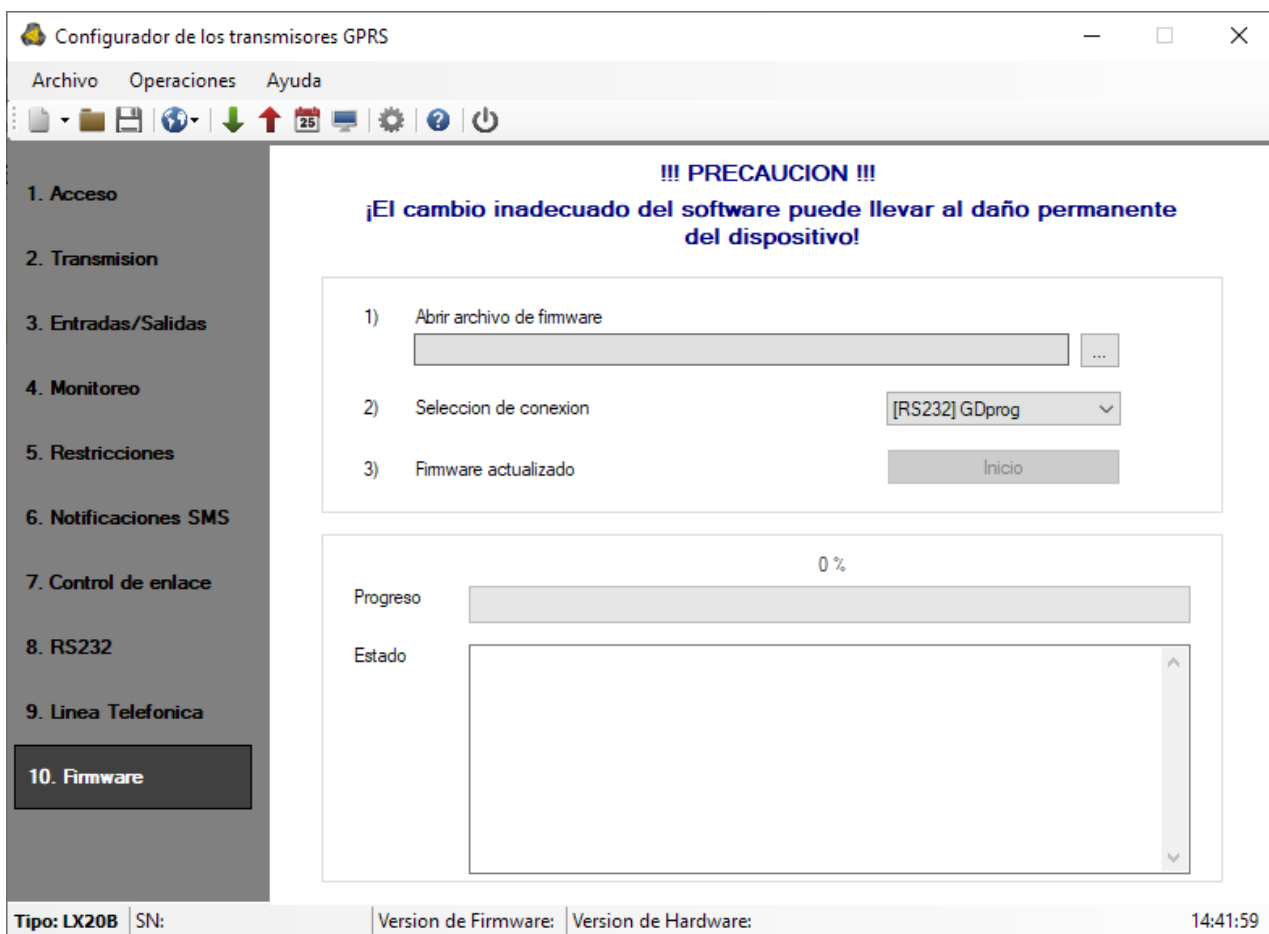 Configurador de los transmisores GPRS
Archivo Operaciones Ayuda
25
?
!!! PRECAUCION !!!
¡El cambio inadecuado del software puede llevar al daño permanente
del dispositivo!
1. Acceso
2. Transmision
3. Entradas/Salidas
4. Monitoreo
5. Restricciones
6. Notificaciones SMS
7. Control de enlace
8. RS232
9. Linea Telefonica
10. Firmware
1) Abrir archivo de firmware
...
2) Seleccion de conexion [RS232] GDprog
3) Firmware actualizado Inicio
0 %
Progreso
Estado
Tipo: LX20B SN: Version de Firmware: Version de Hardware: 14:41:59